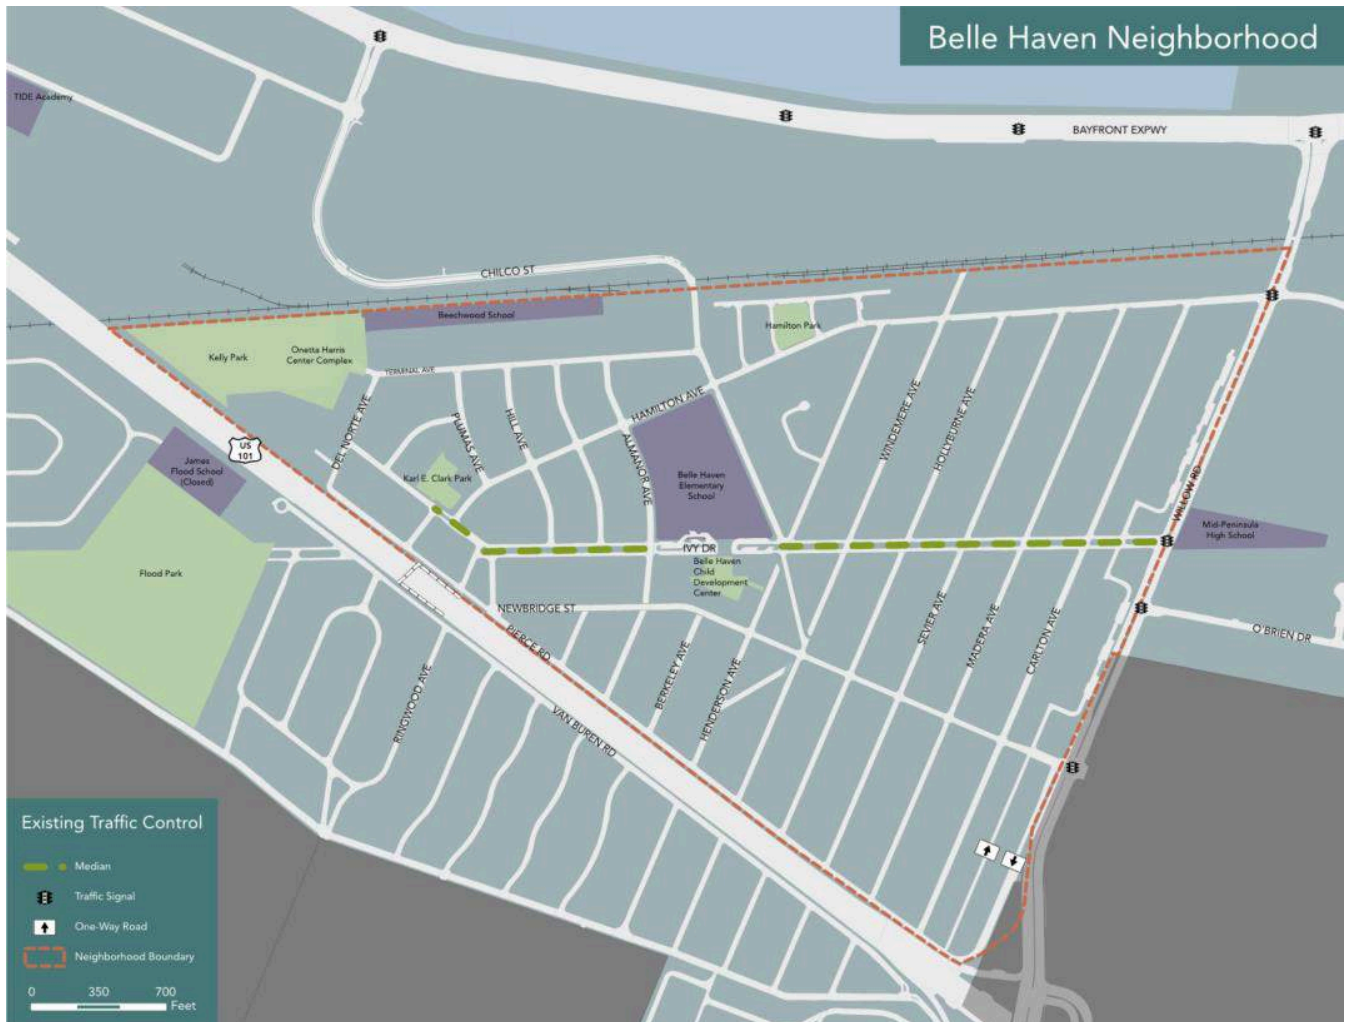 Belle Haven Neighborhood
TIDE Academy
BAYFRONT EXPWY
CHILCO ST
Beechwood School
Hamilton Park
Kelly Park
Onetta Harris
Center Complex
TERMINAL AVE
DEL NORTE AVE
PLUMAS AVE
HILL AVE
HAMILTON AVE
ALMANOR AVE
WINDEMERE AVE
HOLLYBURNE AVE
WILLOW RD
US
101
James
Flood School
(Closed)
Karl E. Clark Park
Belle Haven
Elementary
School
Mid-Peninsula
High School
IVY DR
Belle Haven
Child
Development
Center
Flood Park
NEWBRIDGE ST
PIERCE RD
BERKELEY AVE
HENDERSON AVE
SEVIER AVE
MADERA AVE
CARLTON AVE
O'BRIEN DR
RINGWOOD AVE
VAN BUREN RD
Existing Traffic Control
Median
Traffic Signal
One-Way Road
Neighborhood Boundary
0 350 700
Feet